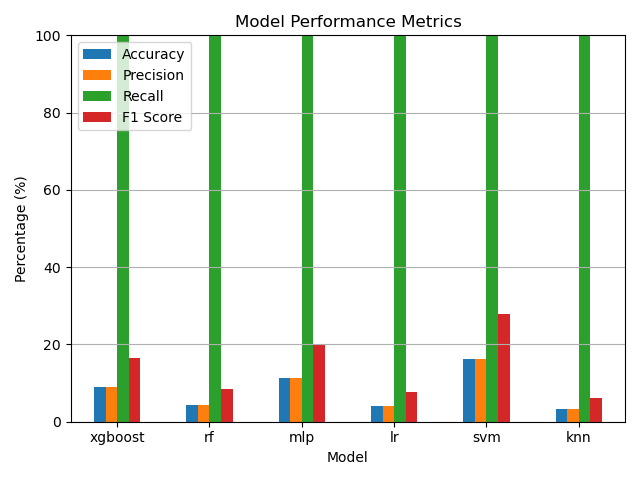 Model Performance Metrics
Percentage (%)
100
80
60
40
20
0
Accuracy
Precision
Recall
F1 Score
xgboost rf mlp lr svm knn
Model